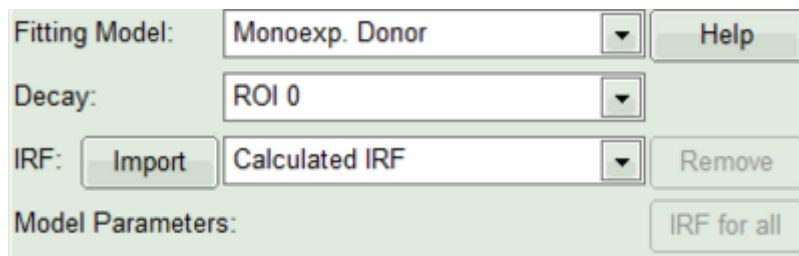 Fitting Model: Monoexp. Donor Help
Decay: ROI 0
IRF: Import Calculated IRF Remove
Model Parameters: IRF for all